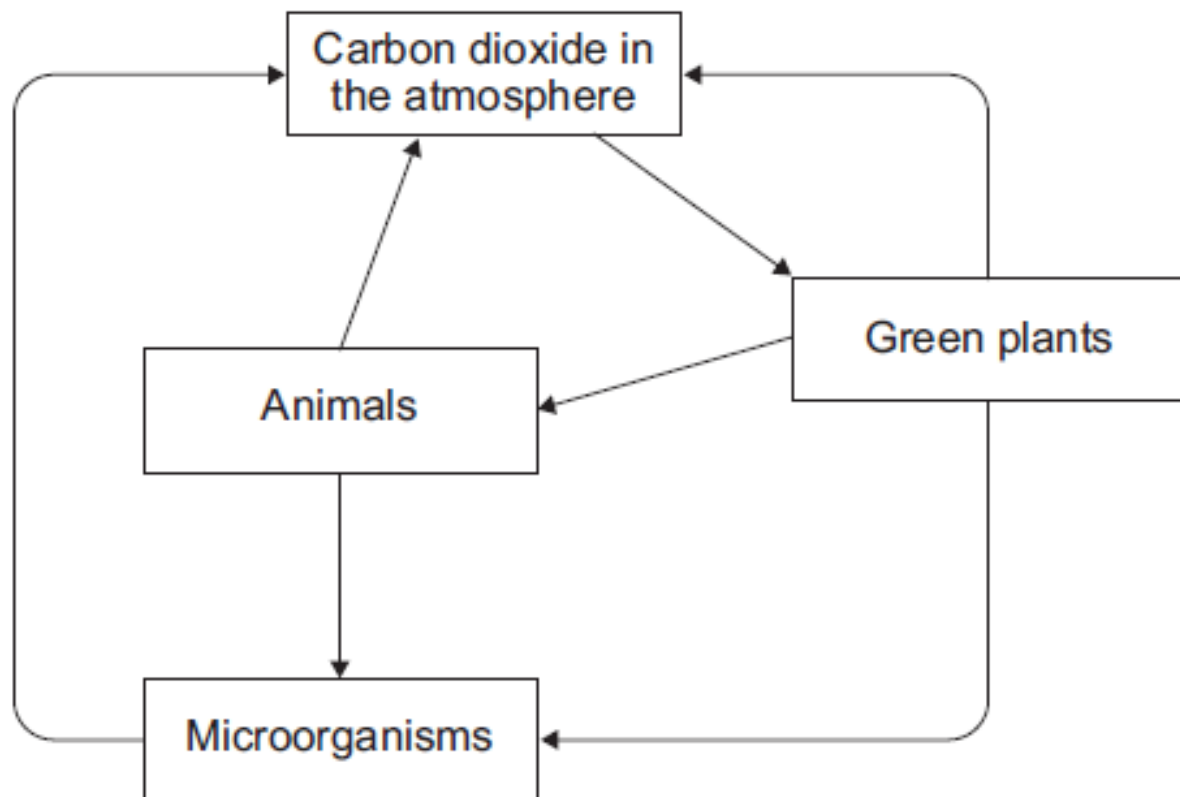 Carbon dioxide in
the atmosphere
Green plants
Animals
Microorganisms